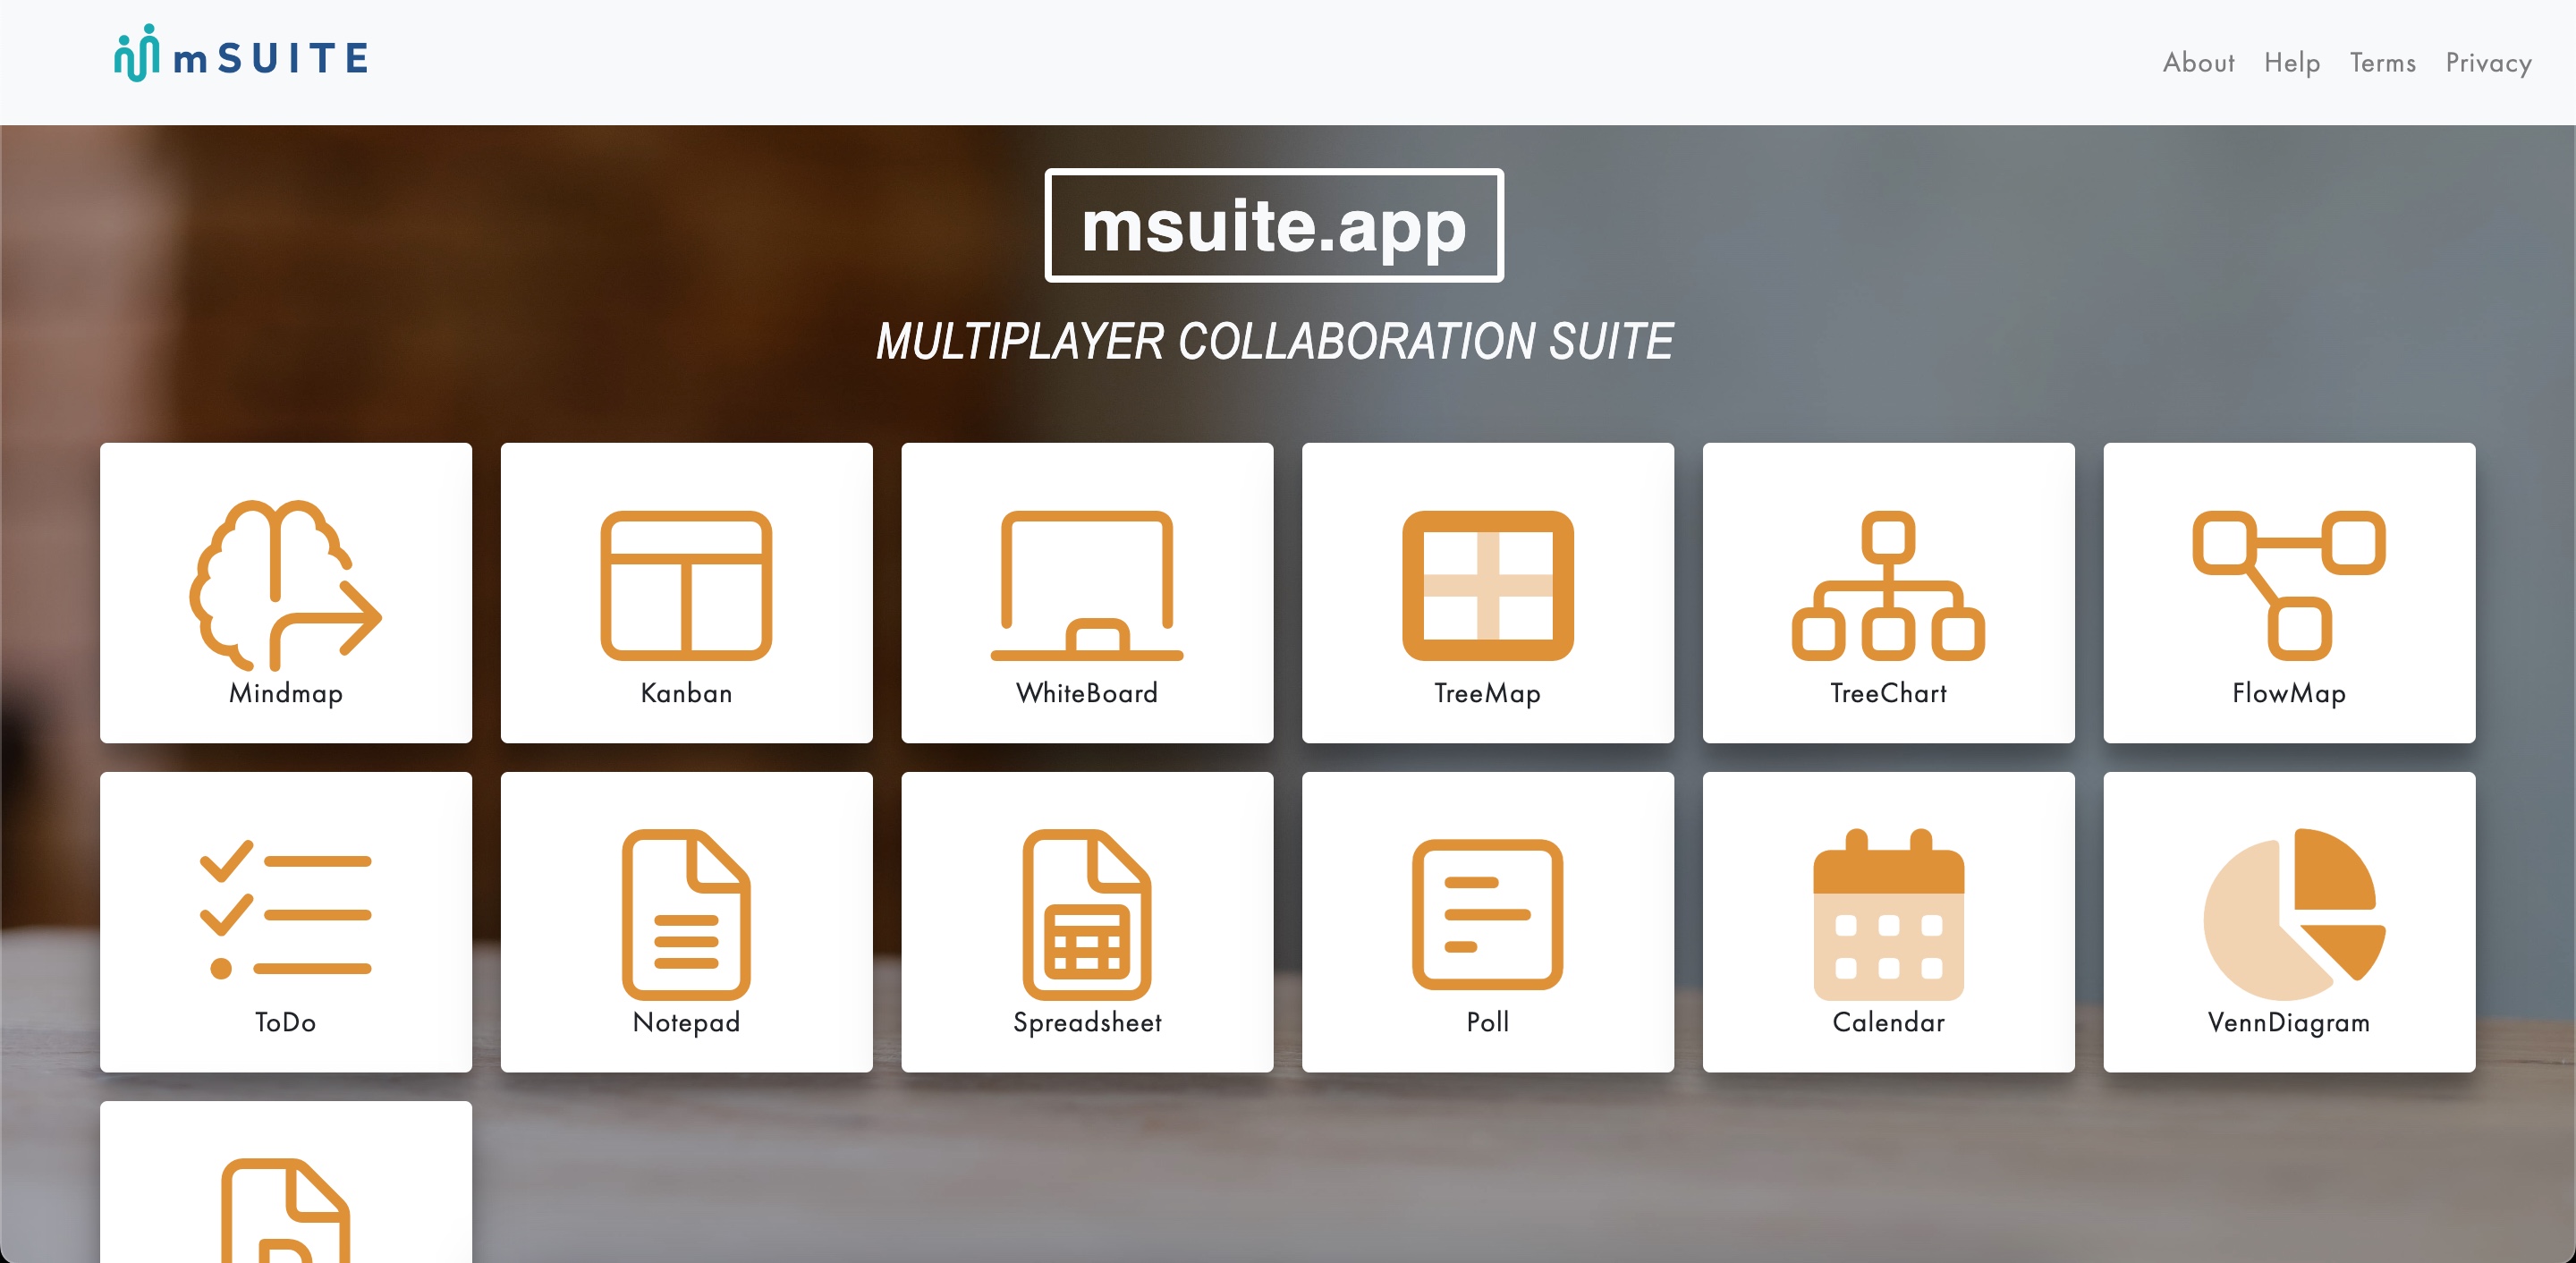 mSUITE
About Help Terms Privacy
msuite.app
MULTIPLAYER COLLABORATION SUITE
Mindmap Kanban WhiteBoard TreeMap TreeChart FlowMap
ToDo Notepad Spreadsheet Poll Calendar VennDiagram